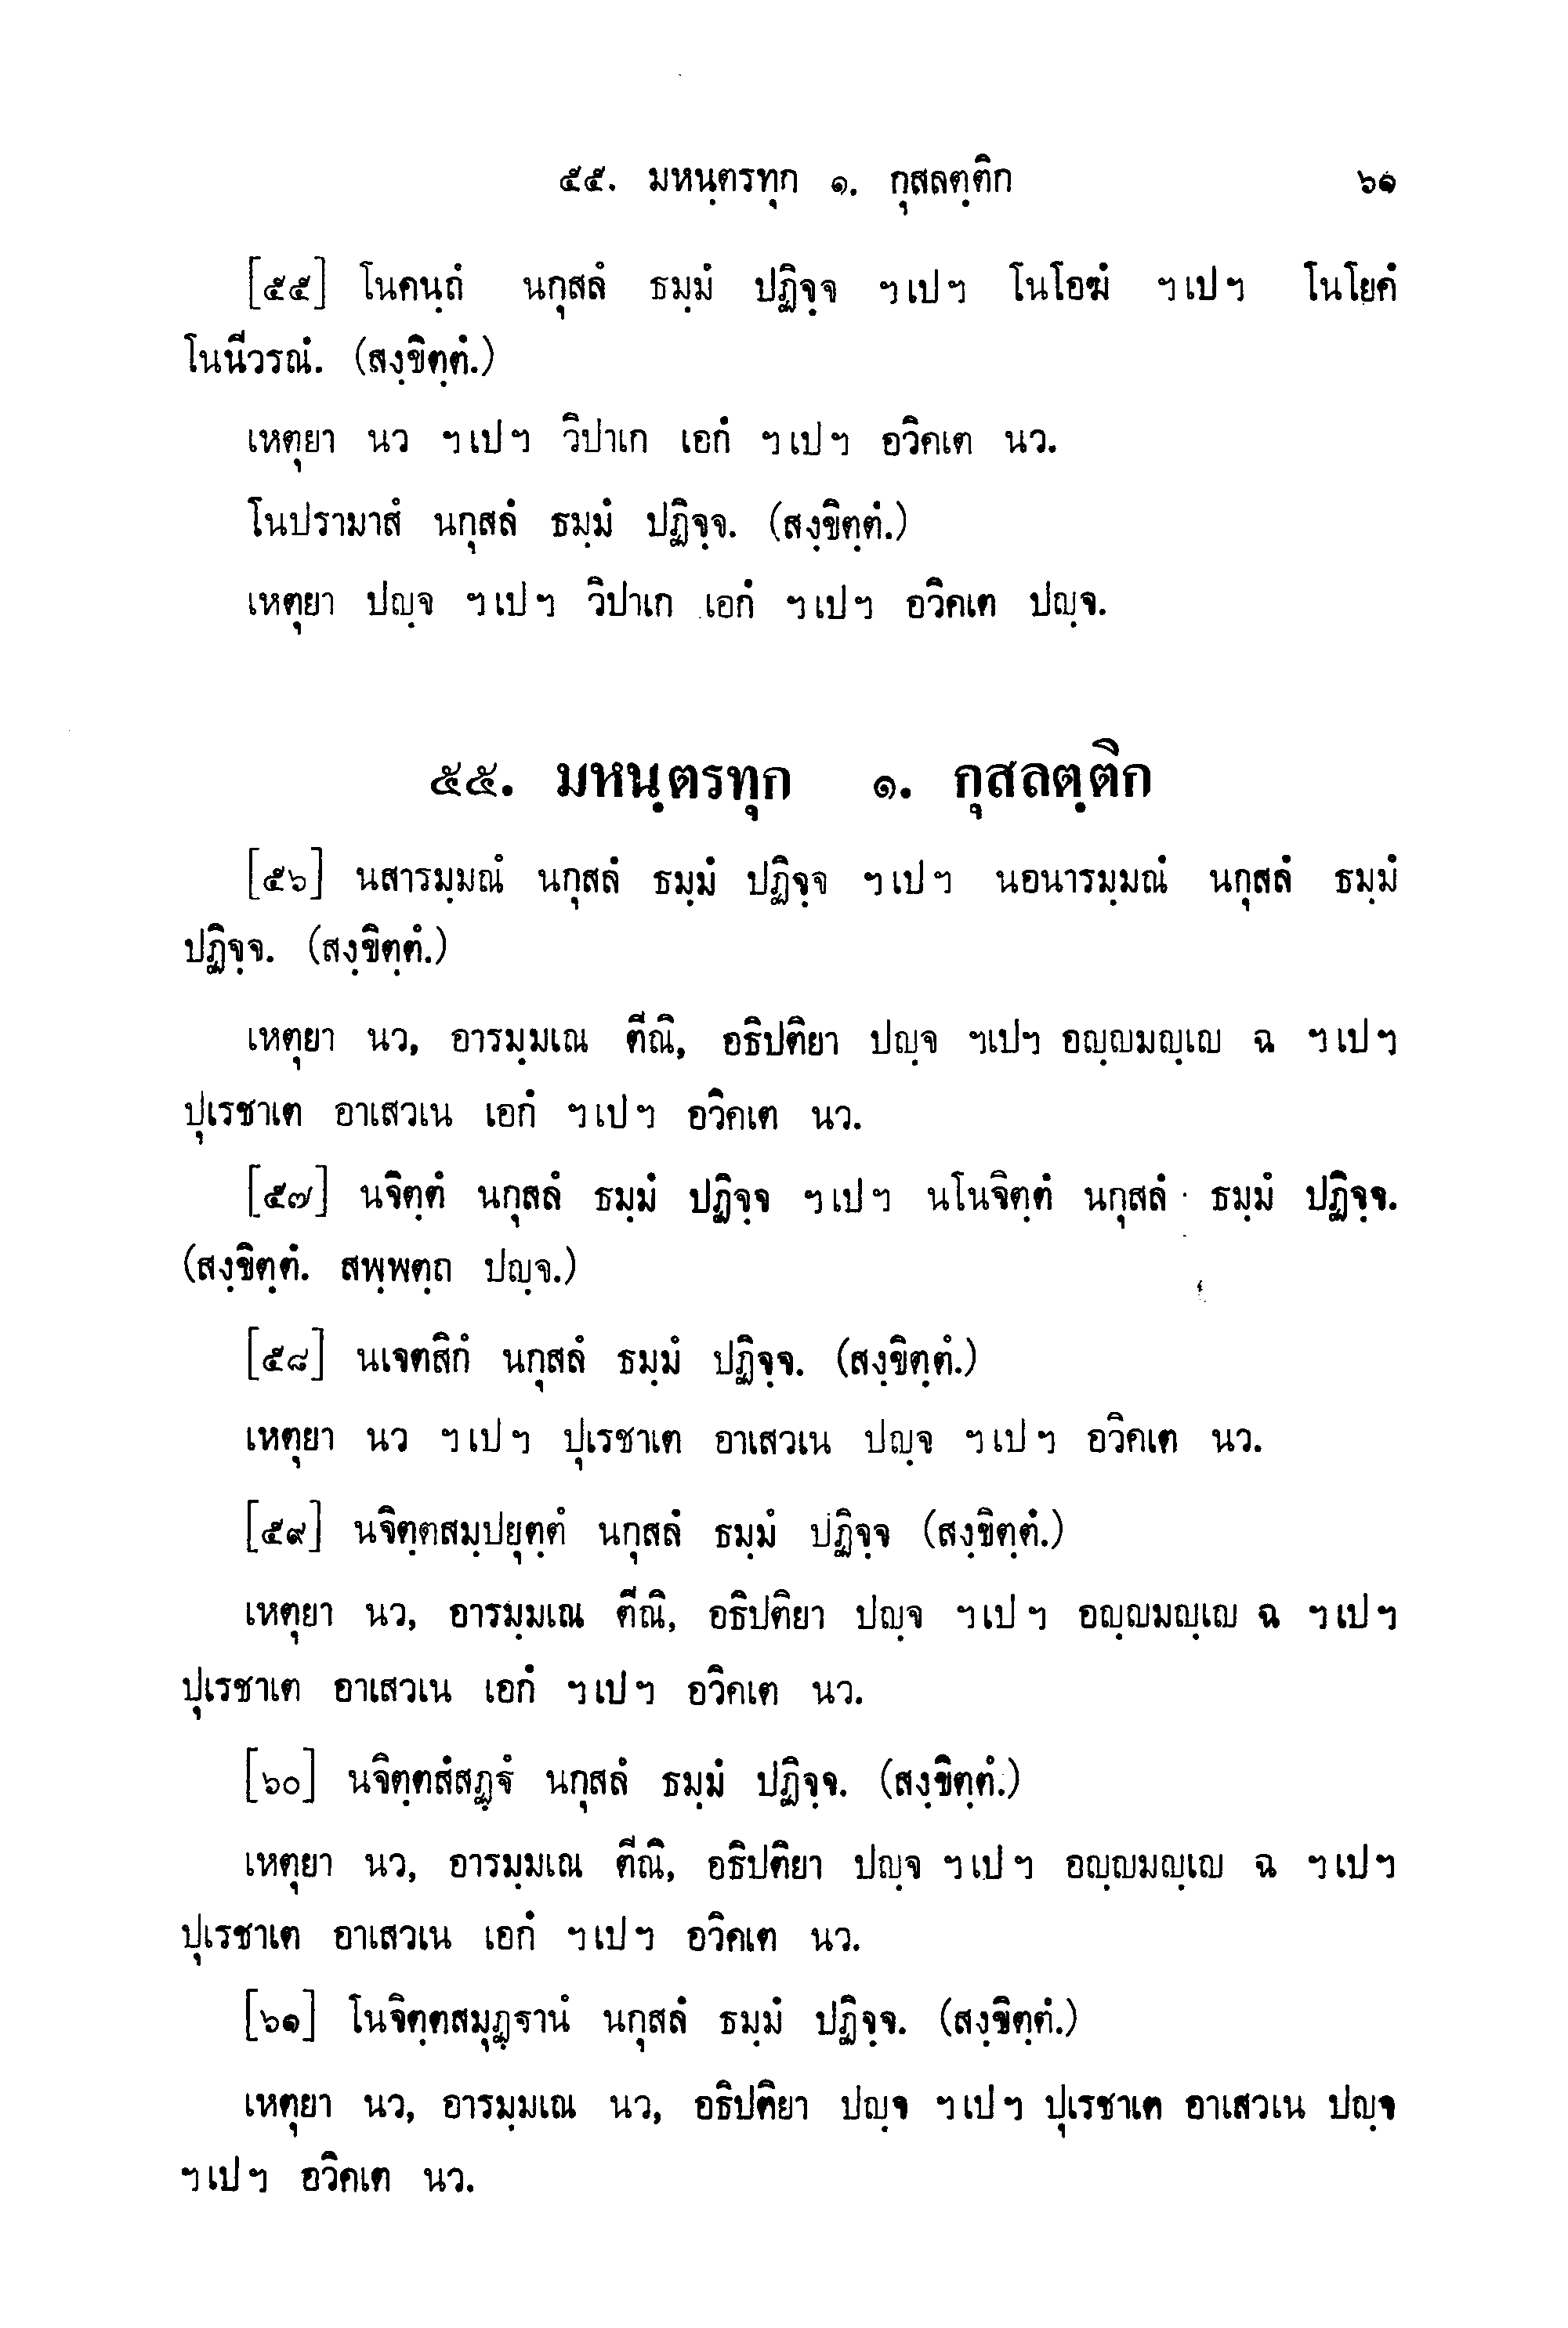 ๕๕. มหนฺตรทุก ๑. กุสลตฺติก ๖๑
[๕๕] โนคนฺถํ นกุสลํ ธมฺมํ ปฏิจฺจ ฯเปฯ โนโอฆํ ฯเปฯ โนโยคํ
โนนีวรณํ. (สงฺขิตฺตํ.)
เหตุยา นว ฯเปฯ วิปาเก เอกํ ฯเปฯ อวิคเต นว.
โนปรามาสํ นกุสลํ ธมฺมํ ปฏิจฺจ. (สงฺขิตฺตํ.)
เหตุยา ปญฺจ ฯเปฯ วิปาเก เอกํ ฯเปฯ อวิคเต ปญฺจ.
๕๕. มหนฺตรทุก ๑. กุสลตฺติก
[๕๖] นสารมฺมณํ นกุสลํ ธมฺมํ ปฏิจฺจ ฯเปฯ นอนารมฺมณํ นกุสลํ ธมฺมํ
ปฏิจฺจ. (สงฺขิตฺตํ.)
เหตุยา นว, อารมฺมเณ ตีณิ, อธิปติยา ปญฺจ ฯเปฯ อญฺญมญฺเญ ฉ ฯเปฯ
ปุเรชาเต อาเสวเน เอกํ ฯเปฯ อวิคเต นว.
[๕๗] นจิตฺตํ นกุสลํ ธมฺมํ ปฏิจฺจ ฯเปฯ นโนจิตฺตํ นกุสลํ ธมฺมํ ปฏิจฺจ.
(สงฺขิตฺตํ. สพฺพตฺถ ปญฺจ.)
[๕๘] นเจตสิกํ นกุสลํ ธมฺมํ ปฏิจฺจ. (สงฺขิตฺตํ.)
เหตุยา นว ฯเปฯ ปุเรชาเต อาเสวเน ปญฺจ ฯเปฯ อวิคเต นว.
[๕๙] นจิตฺตสมฺปยุตฺตํ นกุสลํ ธมฺมํ ปฏิจฺจ (สงฺขิตฺตํ.)
เหตุยา นว, อารมฺมเณ ตีณิ, อธิปติยา ปญฺจ ฯเปฯ อญฺญมญฺเญ ฉ ฯเปฯ
ปุเรชาเต อาเสวเน เอกํ ฯเปฯ อวิคเต นว.
[๖๐] นจิตฺตสํสฏฺฐํ นกุสลํ ธมฺมํ ปฏิจฺจ. (สงฺขิตฺตํ.)
เหตุยา นว, อารมฺมเณ ตีณิ, อธิปติยา ปญฺจ ฯเปฯ อญฺญมญฺเญ ฉ ฯเปฯ
ปุเรชาเต อาเสวเน เอกํ ฯเปฯ อวิคเต นว.
[๖๑] โนจิตฺตสมุฏฺฐานํ นกุสลํ ธมฺมํ ปฏิจฺจ. (สงฺขิตฺตํ.)
เหตุยา นว, อารมฺมเณ นว, อธิปติยา ปญฺจ ฯเปฯ ปุเรชาเต อาเสวเน ปญฺจ
ฯเปฯ อวิคเต นว.